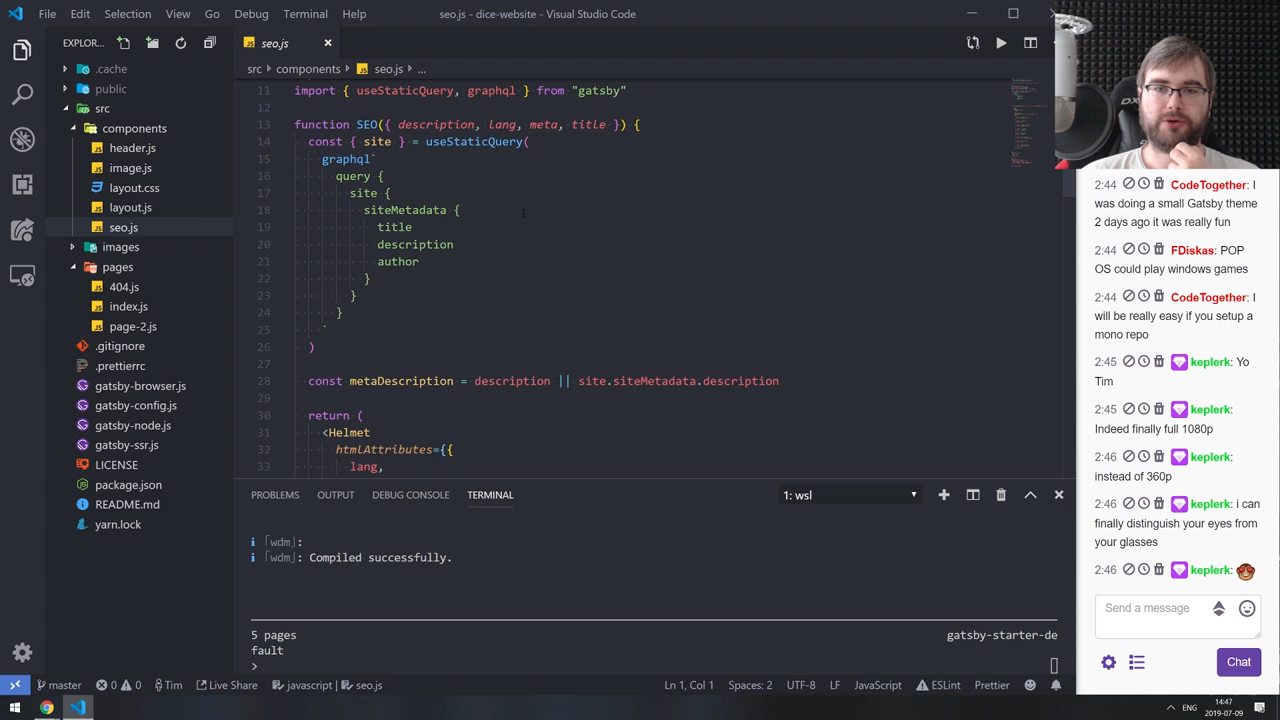 File Edit Selection View Go Debug Terminal Help
seo.js - dice-website - Visual Studio Code
EXPLOR...
.cache
public
src
components
header.js
image.js
layout.css
layout.js
seo.js
images
pages
404.js
index.js
page-2.js
.gitignore
.prettierrc
gatsby-browser.js
gatsby-config.js
gatsby-node.js
gatsby-ssr.js
LICENSE
package.json
README.md
yarn.lock
seo.js
src > components > seo.js > ...
11 import { useStaticQuery, graphql } from "gatsby"
12
13 function SEO({ description, lang, meta, title }) {
14 const { site } = useStaticQuery(
15 graphql`
16 query {
17 site {
18 siteMetadata {
19 title
20 description
21 author
22 }
23 }
24 }
25 `
26 )
27
28 const metaDescription = description || site.siteMetadata.description
29
30 return (
31 <Helmet
32 htmlAttributes={{
33 lang,
PROBLEMS OUTPUT DEBUG CONSOLE TERMINAL
1: wsl
ℹ ｢wdm｣:
ℹ ｢wdm｣: Compiled successfully.
5 pages gatsby-starter-de
fault
>
master 0 0 Tim Live Share javascript | seo.js
Ln 1, Col 1 Spaces: 2 UTF-8 LF JavaScript ESLint Prettier
2:44 CodeTogether: I
was doing a small Gatsby theme
2 days ago it was really fun
2:44 FDiskas: POP
OS could play windows games
2:44 CodeTogether: I
will be really easy if you setup a
mono repo
2:45 keplerk: Yo
Tim
2:45 keplerk:
Indeed finally full 1080p
2:46 keplerk:
instead of 360p
2:46 keplerk: i can
finally distinguish your eyes from
your glasses
2:46 keplerk:
Send a message
Chat
ENG
14:47
2019-07-09